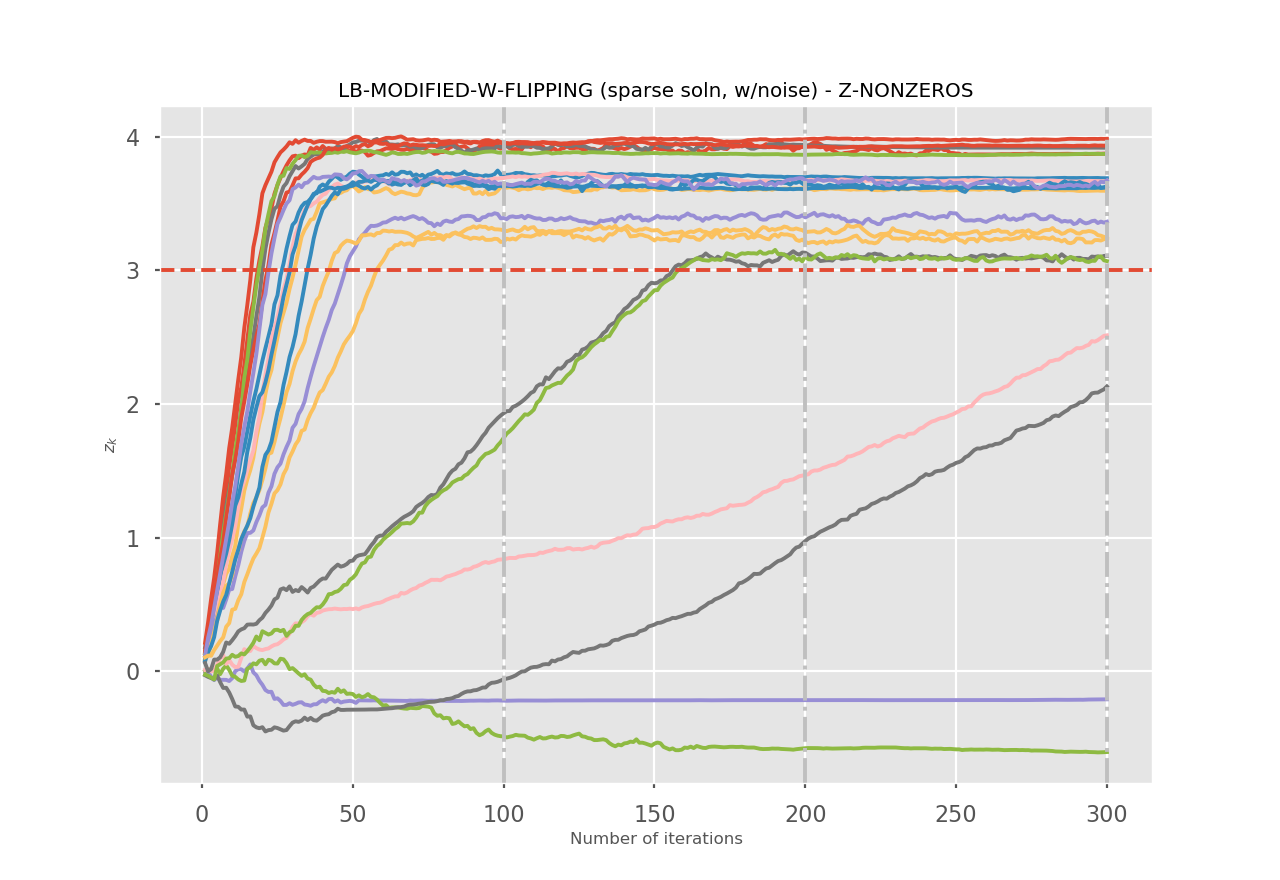 LB-MODIFIED-W-FLIPPING (sparse soln, w/noise) - Z-NONZEROS
4
3
2
1
0
z_k
0 50 100 150 200 250 300
Number of iterations